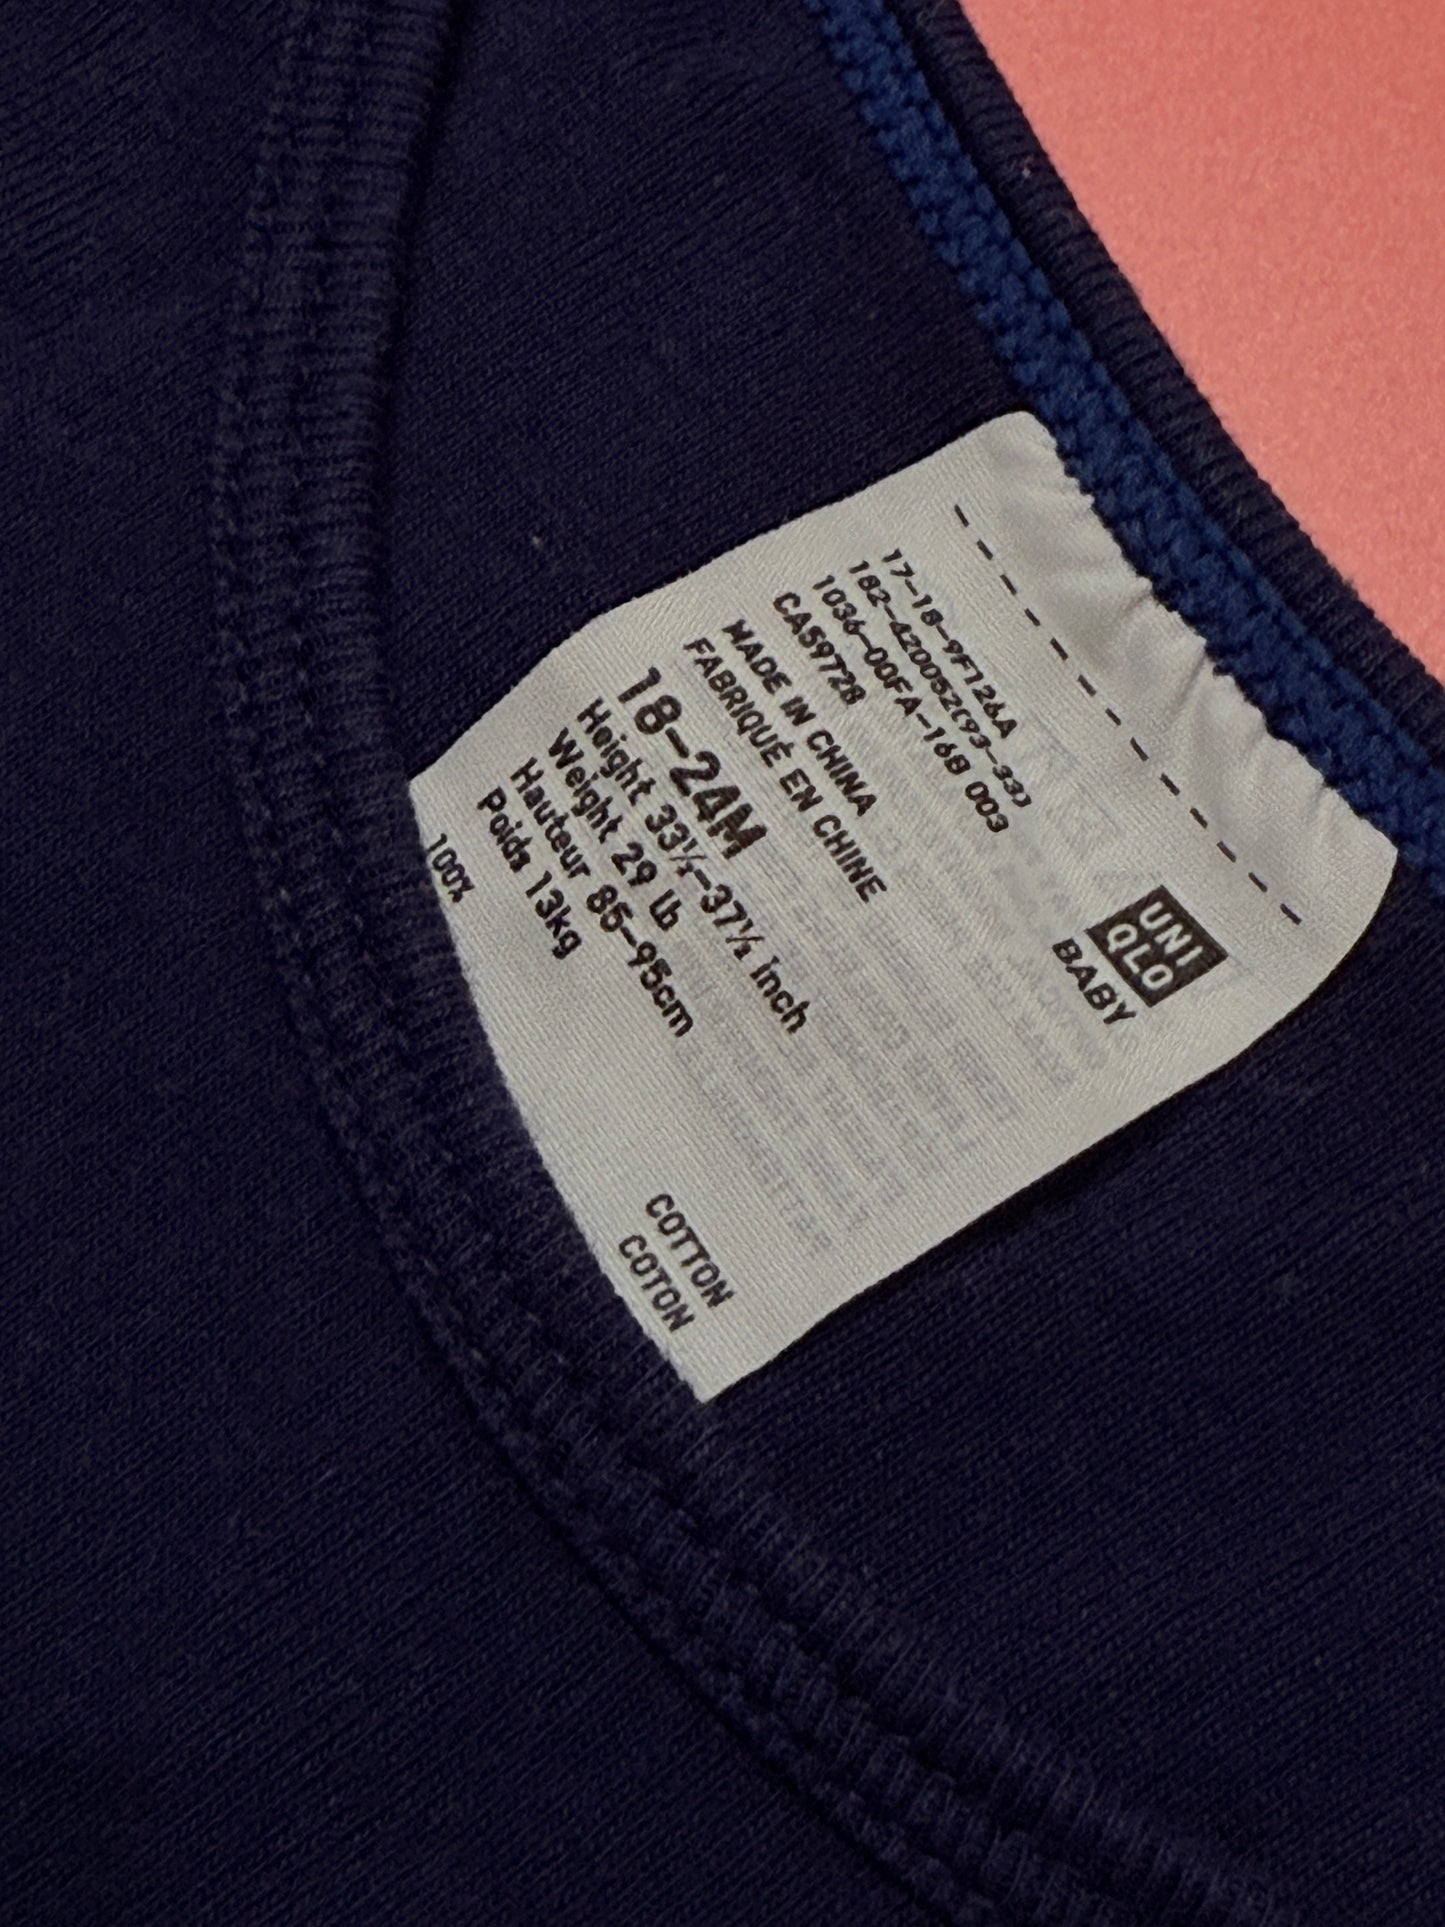 UNI
QLO
BABY
17-18-9F126A
182-420052(93-33)
1036-00FA-168 003
CA59728
MADE IN CHINA
FABRIQUÉ EN CHINE
18-24M
Height 33½-37½ inch
Weight 29 lb
Hauteur 85-95cm
Poids 13kg
100% COTTON
COTON